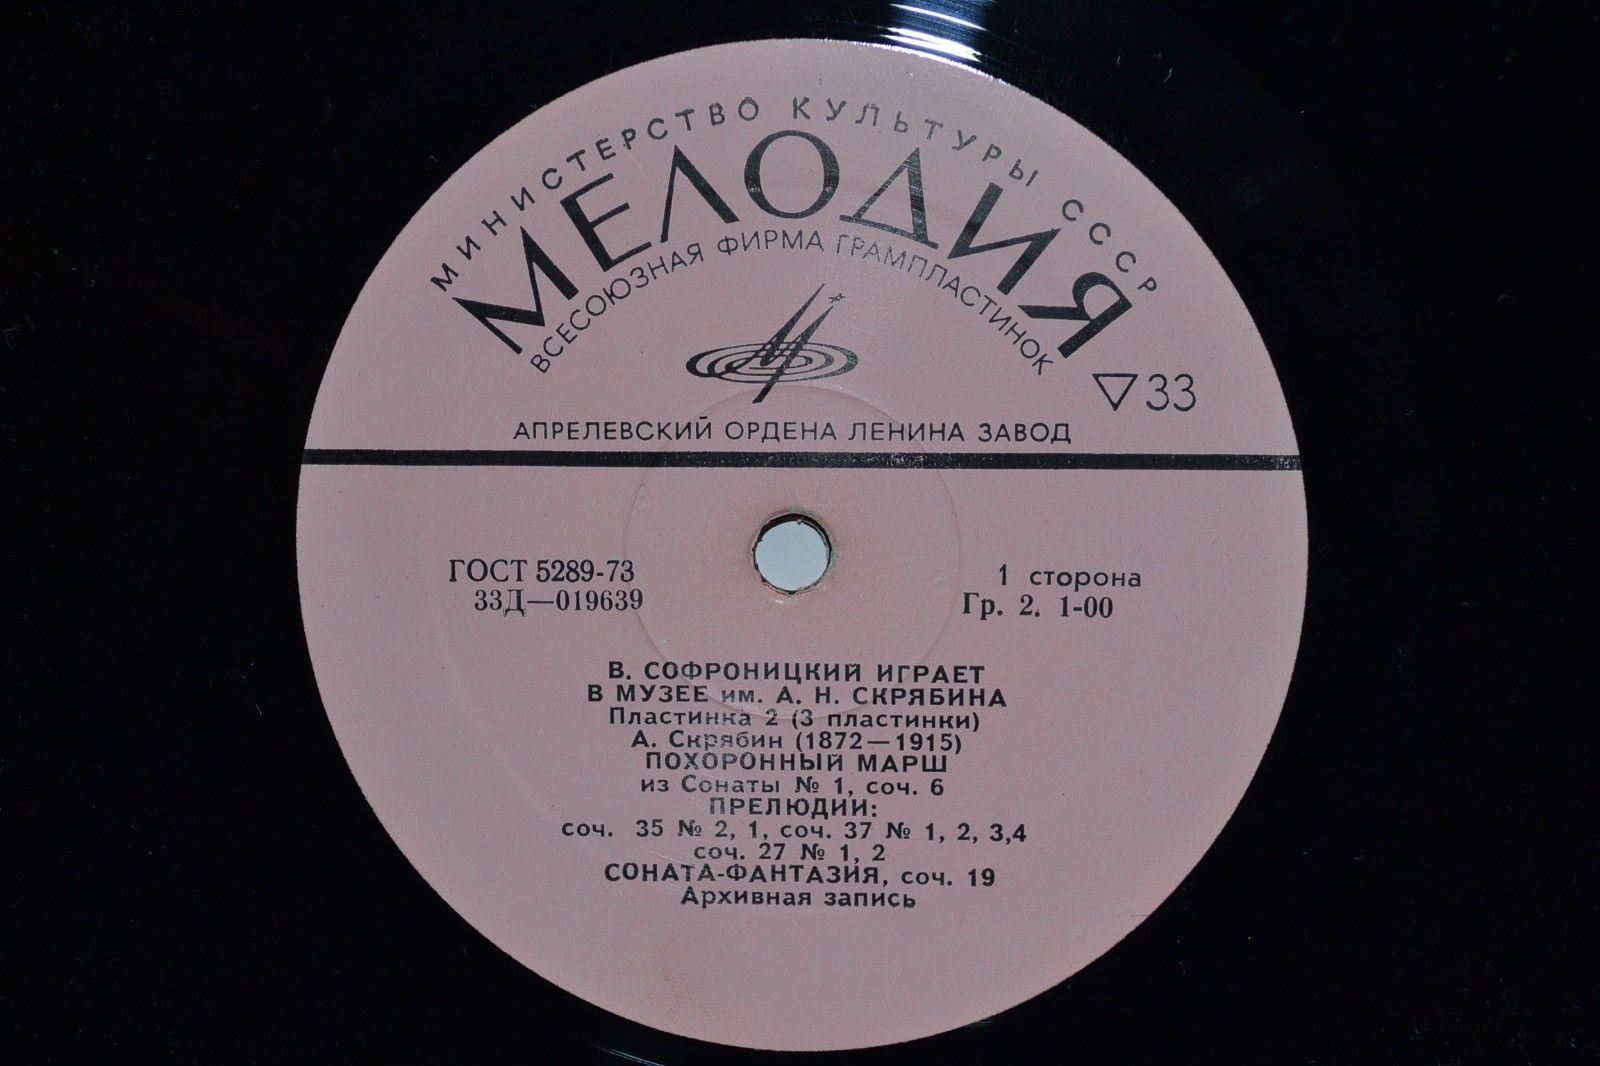 МИНИСТЕРСТВО КУЛЬТУРЫ СССР
МЕЛОДИЯ
ВСЕСОЮЗНАЯ ФИРМА ГРАМПЛАСТИНОК
▽33
АПРЕЛЕВСКИЙ ОРДЕНА ЛЕНИНА ЗАВОД
ГОСТ 5289-73
33Д—019639
1 сторона
Гр. 2. 1-00
В. СОФРОНИЦКИЙ ИГРАЕТ
В МУЗЕЕ им. А. Н. СКРЯБИНА
Пластинка 2 (3 пластинки)
А. Скрябин (1872—1915)
ПОХОРОННЫЙ МАРШ
из Сонаты № 1, соч. 6
ПРЕЛЮДИИ:
соч. 35 № 2, 1, соч. 37 № 1, 2, 3,4
соч. 27 № 1, 2
СОНАТА-ФАНТАЗИЯ, соч. 19
Архивная запись